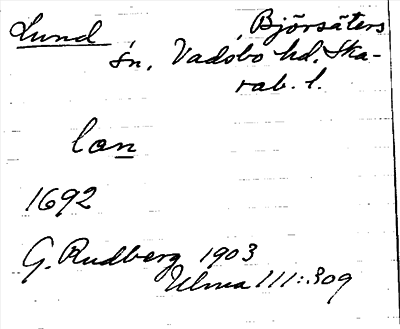 Lund, Björsäters
sn, Vadsbo hd. Ska-
rab. l.
lon
1692
G. Rudberg 1903
Ulma 111:309